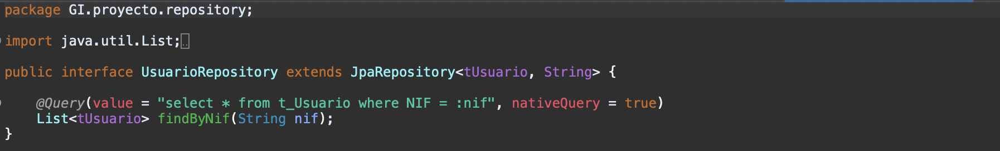 package GI.proyecto.repository;
import java.util.List;
public interface UsuarioRepository extends JpaRepository<tUsuario, String> {
@Query(value = "select * from t_Usuario where NIF = :nif", nativeQuery = true)
List<tUsuario> findByNif(String nif);
}